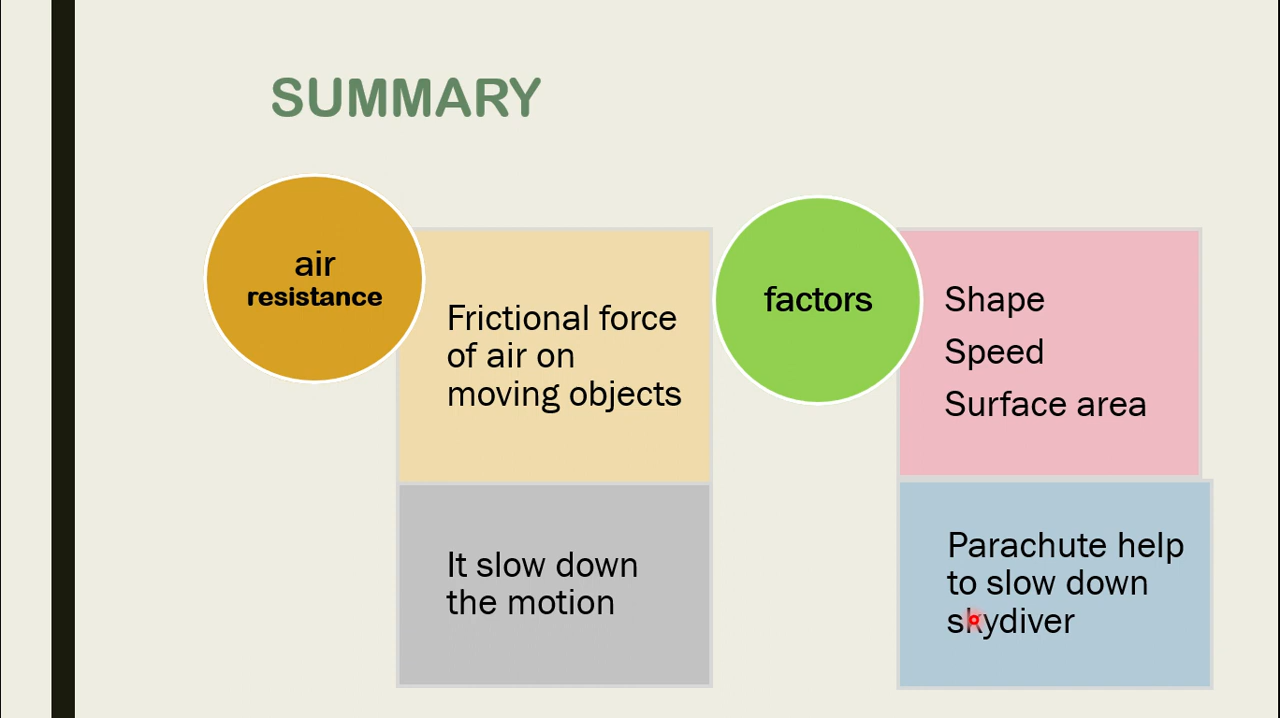 SUMMARY
air
resistance
Frictional force
of air on
moving objects
It slow down
the motion
factors
Shape
Speed
Surface area
Parachute help
to slow down
skydiver